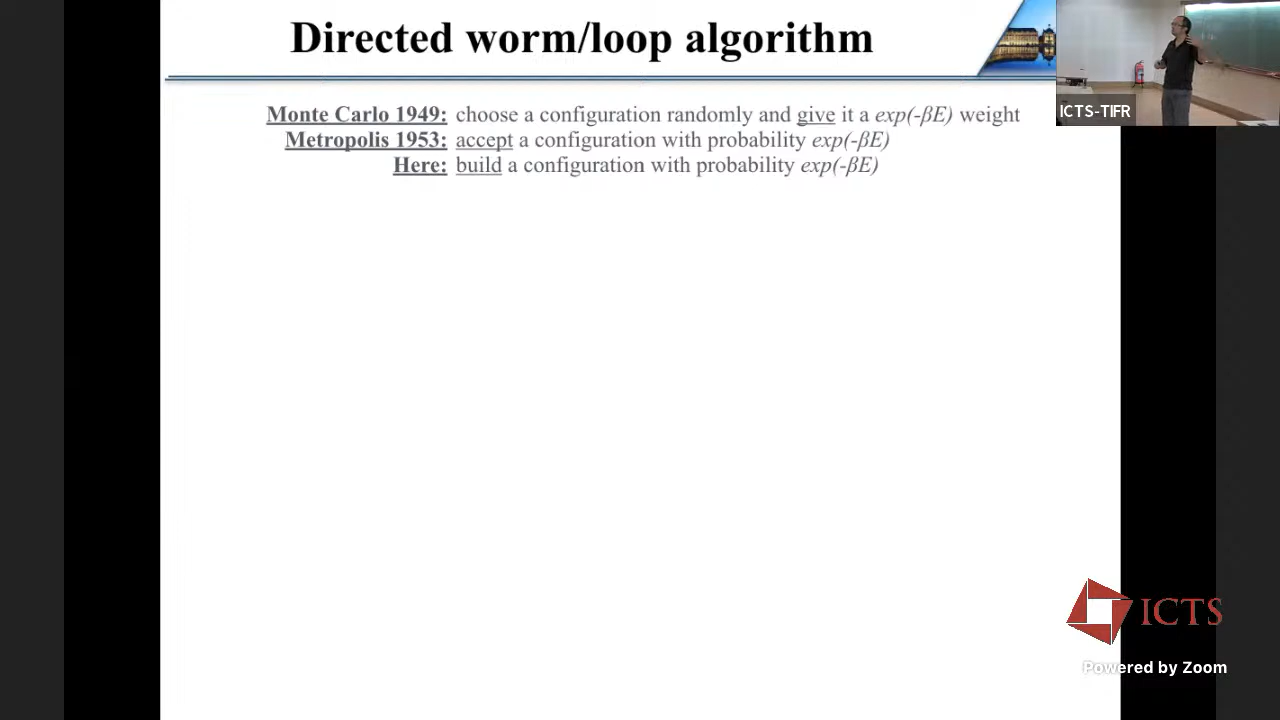 Directed worm/loop algorithm
Monte Carlo 1949: choose a configuration randomly and give it a exp(-βE) weight
Metropolis 1953: accept a configuration with probability exp(-βE)
Here: build a configuration with probability exp(-βE)
ICTS-TIFR
ICTS
Powered by Zoom